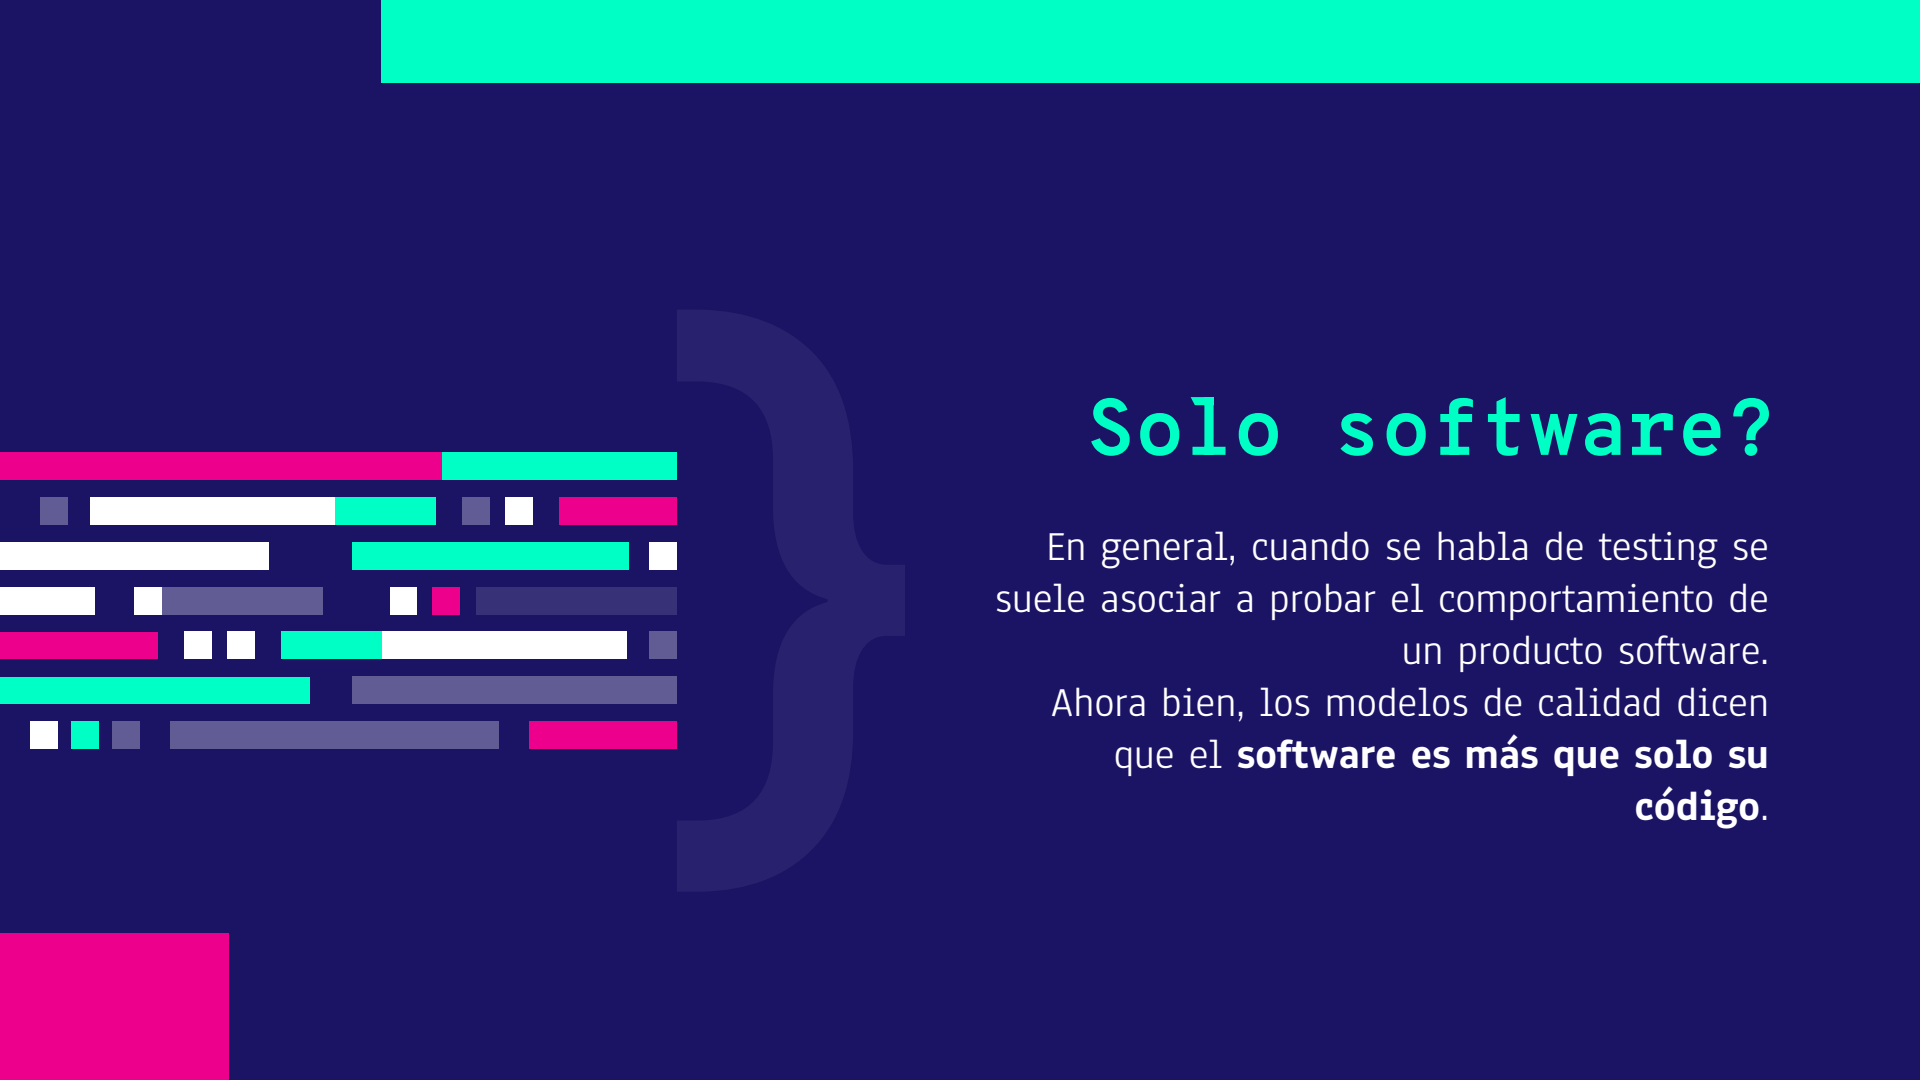 Solo software?
En general, cuando se habla de testing se
suele asociar a probar el comportamiento de
un producto software.
Ahora bien, los modelos de calidad dicen
que el software es más que solo su
código.